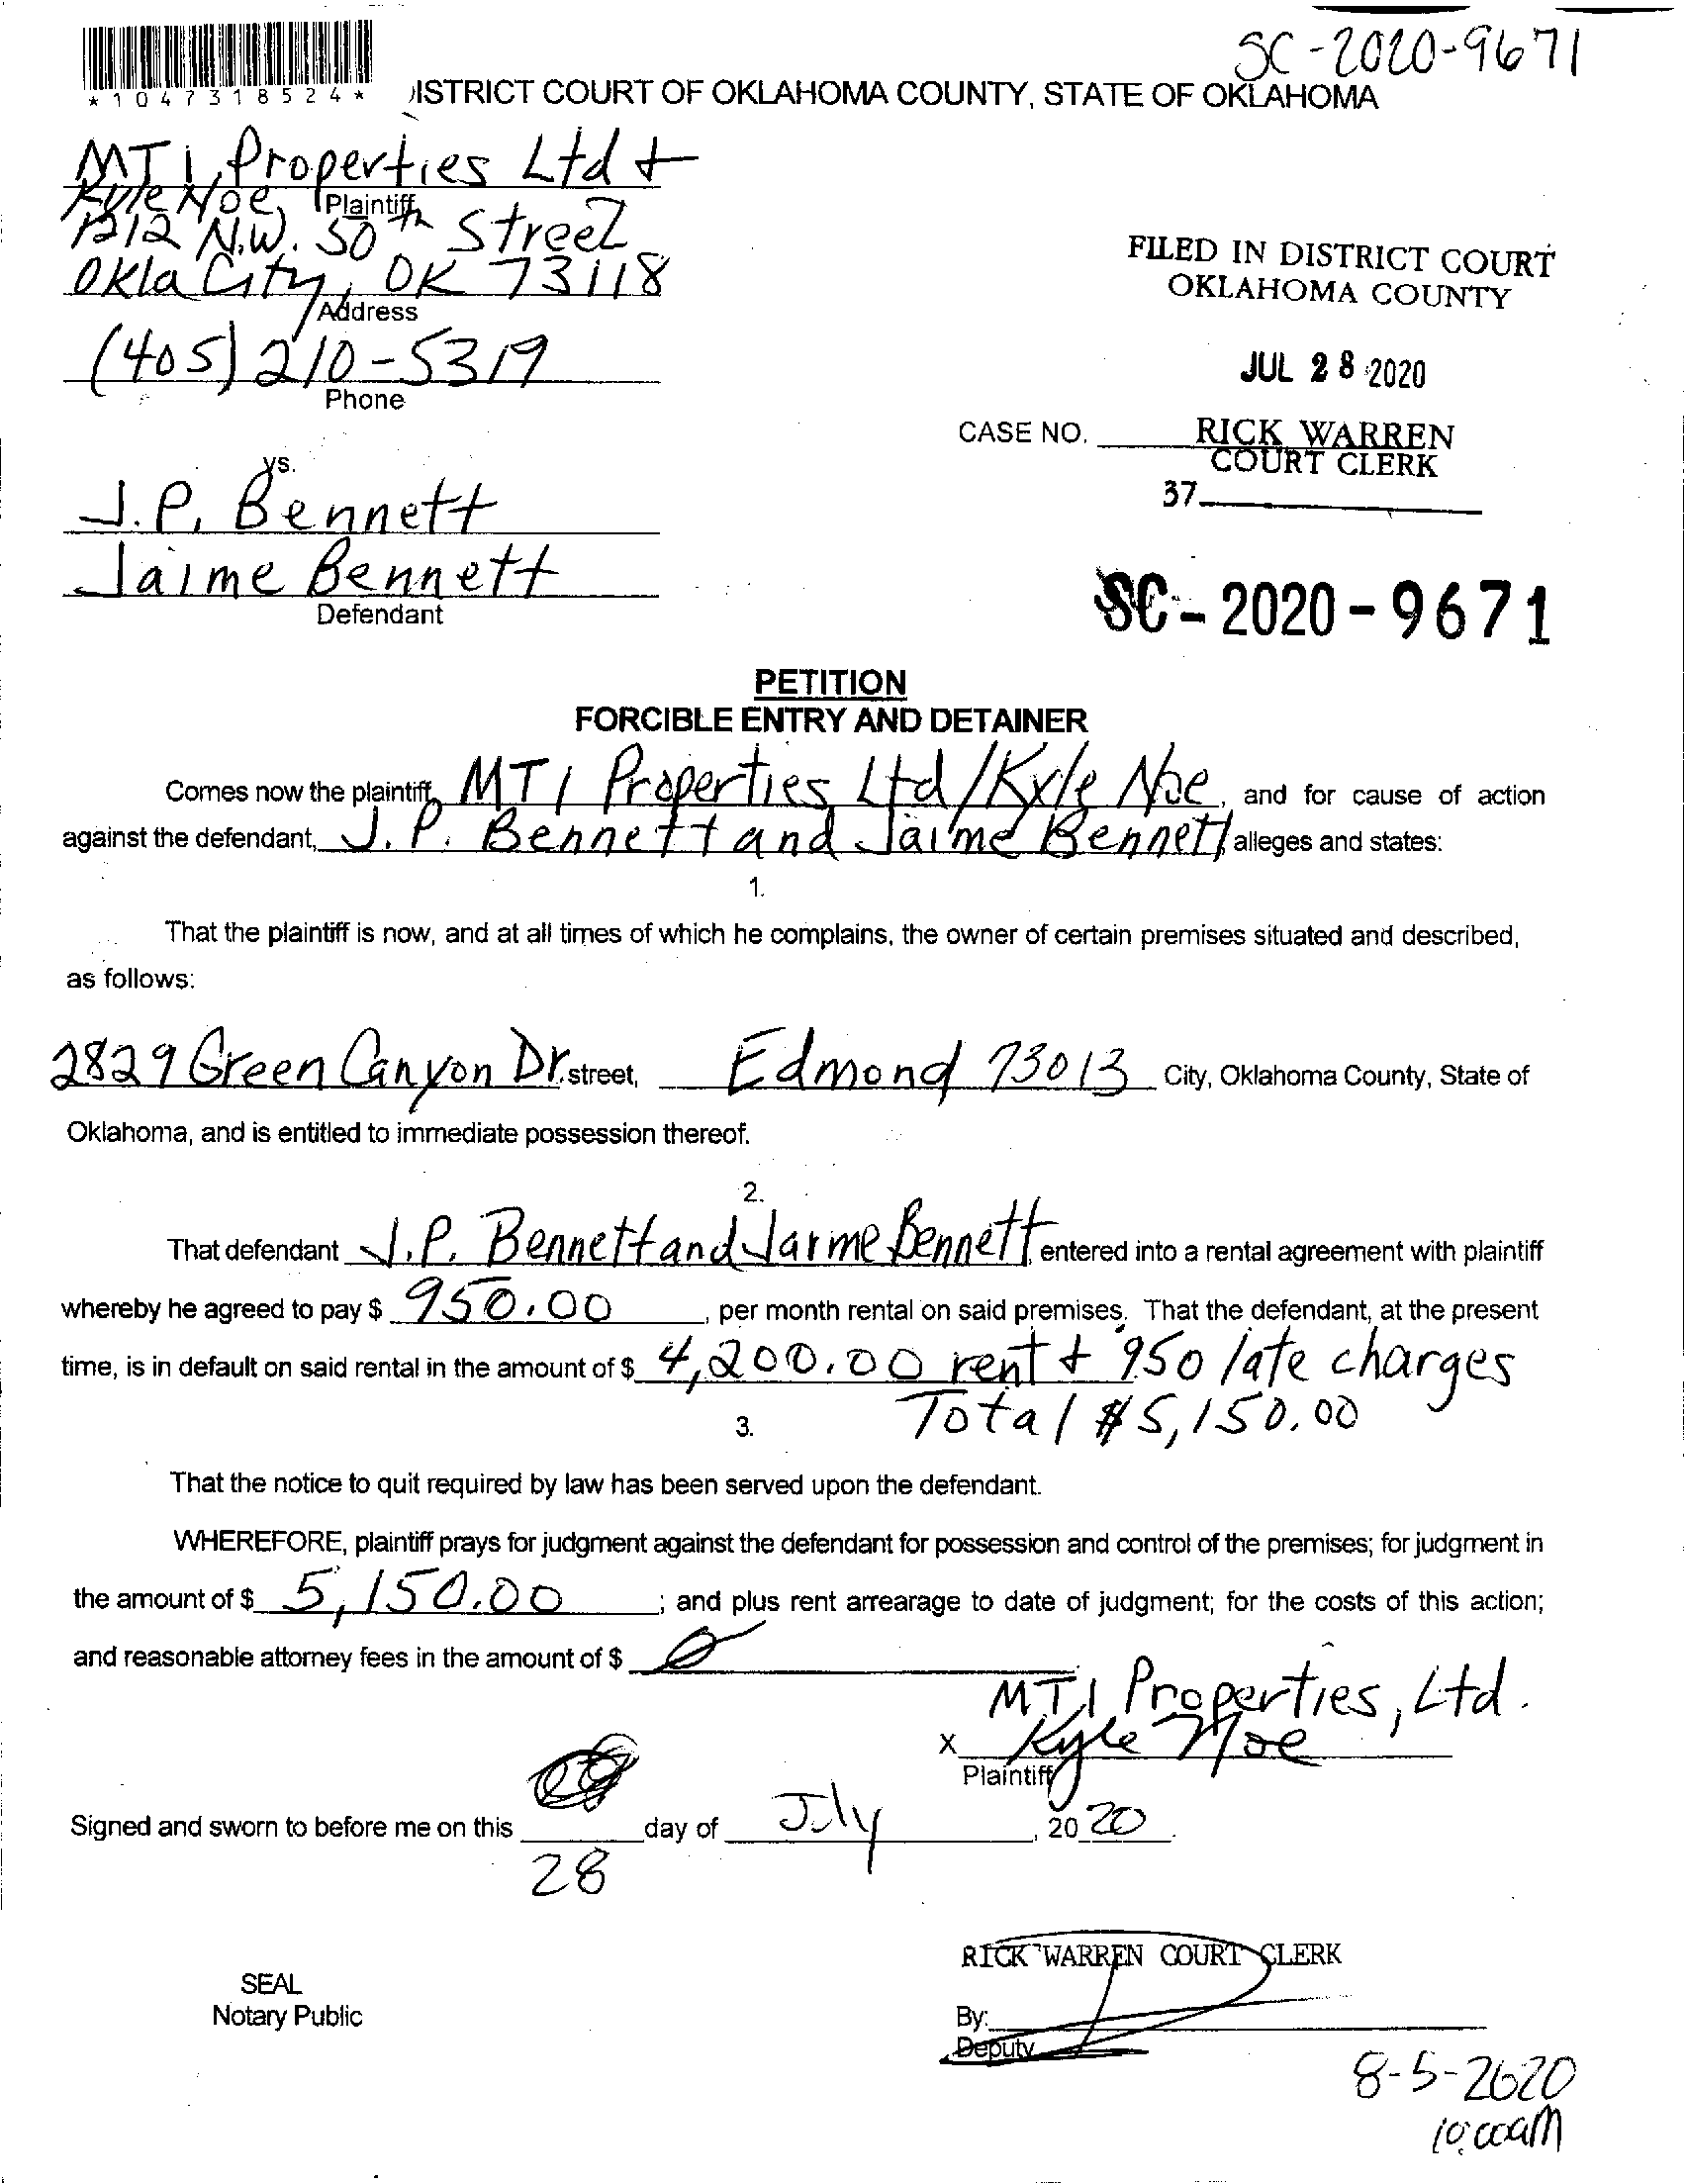 SC-2020-9671
*1047318524*
ISTRICT COURT OF OKLAHOMA COUNTY, STATE OF OKLAHOMA
MTI Properties Ltd +
Kyle Noe
Plaintiff
1212 N.W. 50th Street
Okla City, OK 73118
Address
(405) 210-5319
Phone
FILED IN DISTRICT COURT
OKLAHOMA COUNTY
JUL 28 2020
CASE NO. RICK WARREN
COURT CLERK
37
vs.
J.P. Bennett
Jaime Bennett
Defendant
SC-2020-9671
PETITION
FORCIBLE ENTRY AND DETAINER
Comes now the plaintiff, MTI Properties Ltd/Kyle Noe, and for cause of action
against the defendant, J. P. Bennett and Jaime Bennett alleges and states:
1.
That the plaintiff is now, and at all times of which he complains, the owner of certain premises situated and described,
as follows:
2829 Green Canyon Dr. street, Edmond 73013 City, Oklahoma County, State of
Oklahoma, and is entitled to immediate possession thereof.
2.
That defendant J.P. Bennett and Jaime Bennett entered into a rental agreement with plaintiff
whereby he agreed to pay $ 950.00, per month rental on said premises. That the defendant, at the present
time, is in default on said rental in the amount of $ 4,200.00 rent + 950 late charges
Total $5,150.00
3.
That the notice to quit required by law has been served upon the defendant.
WHEREFORE, plaintiff prays for judgment against the defendant for possession and control of the premises; for judgment in
the amount of $ 5,150.00; and plus rent arrearage to date of judgment; for the costs of this action;
and reasonable attorney fees in the amount of $ 0
MTI Properties, Ltd.
X Kyle Noe
Plaintiff
Signed and sworn to before me on this 28 day of July, 2020.
RICK WARREN COURT CLERK
SEAL
Notary Public
By:
Deputy
8-5-2020
10:00am